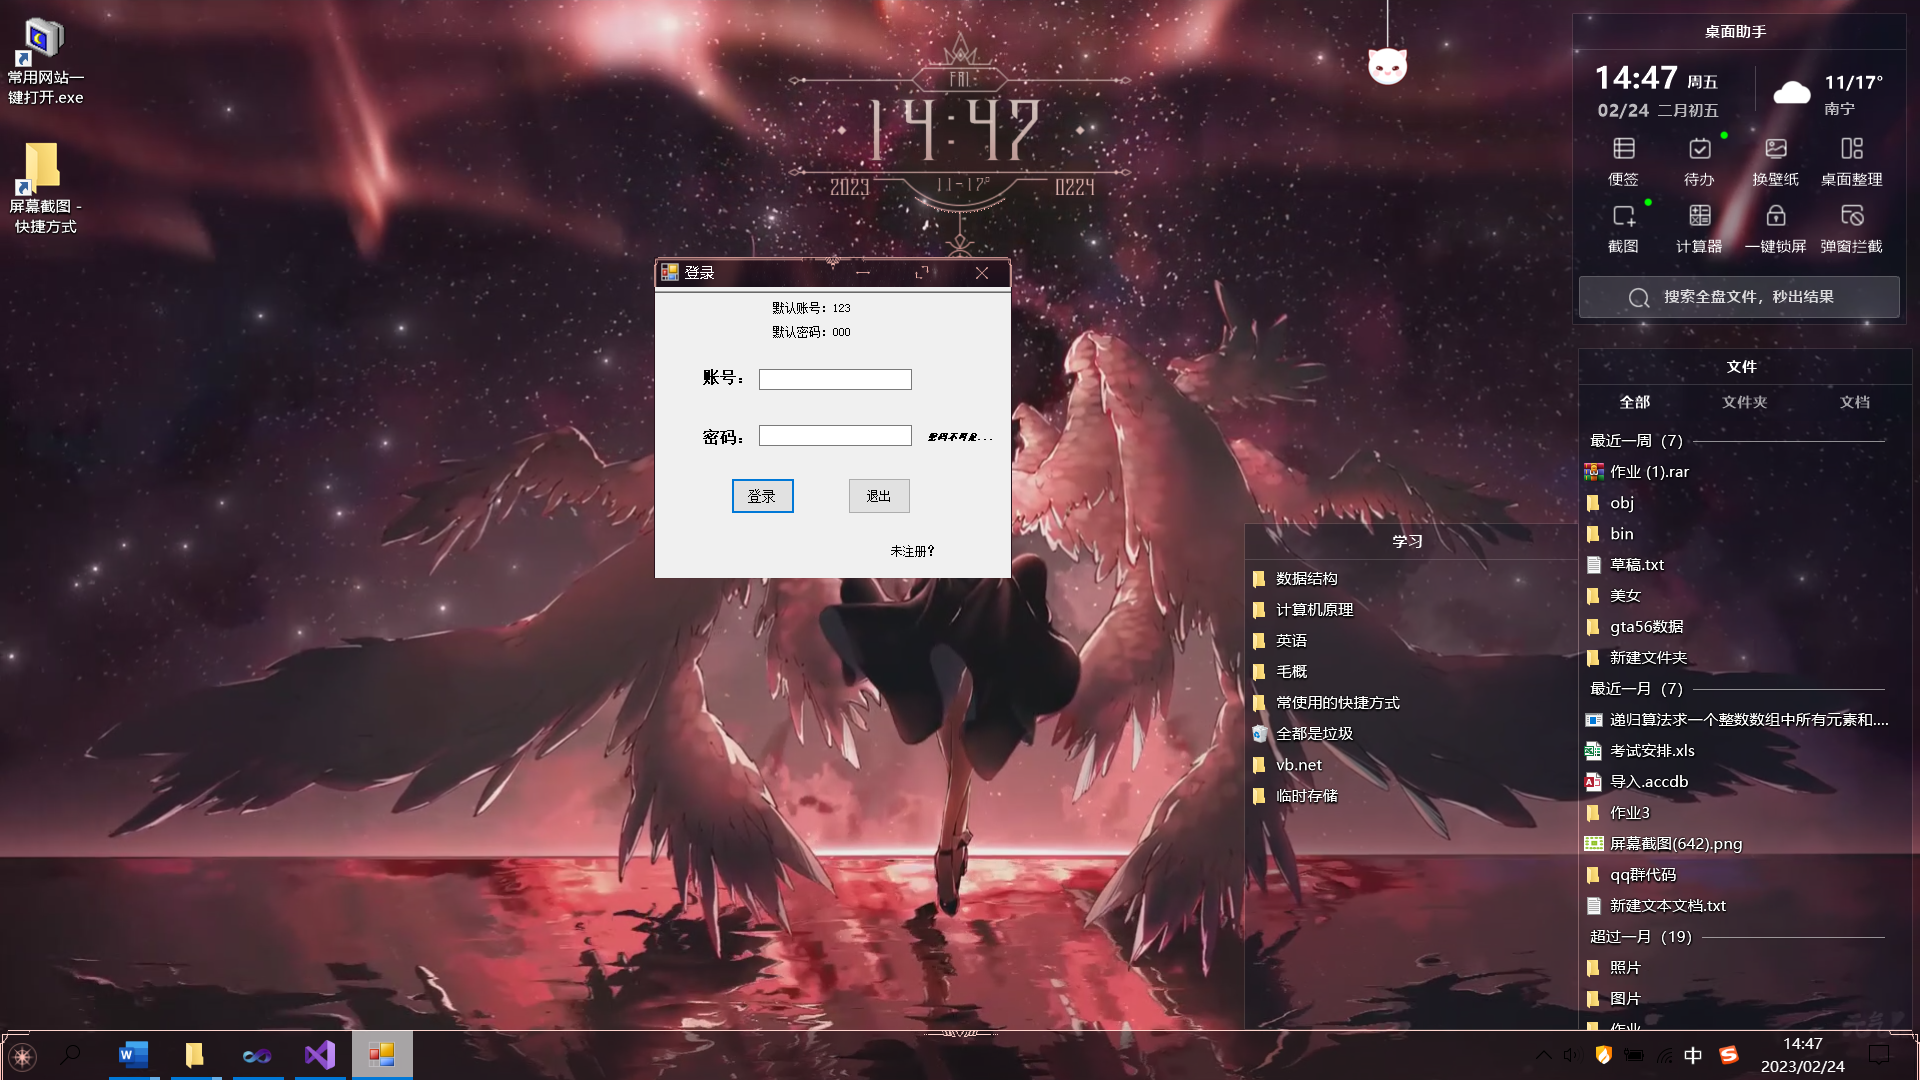 常用网站一
键打开.exe
屏幕截图 -
快捷方式
FRI.
14:47
2023
11-17°
0224
登录
默认账号：123
默认密码：000
账号：
密码：
密码不可见...
登录
退出
未注册？
桌面助手
14:47 周五
02/24 二月初五
11/17°
南宁
便签
待办
换壁纸
桌面整理
截图
计算器
一键锁屏
弹窗拦截
搜索全盘文件，秒出结果
学习
数据结构
计算机原理
英语
毛概
常使用的快捷方式
全都是垃圾
vb.net
临时存储
文件
全部
文件夹
文档
最近一周（7）
作业 (1).rar
obj
bin
草稿.txt
美女
gta56数据
新建文件夹
最近一月（7）
递归算法求一个整数数组中所有元素和....
考试安排.xls
导入.accdb
作业3
屏幕截图(642).png
qq群代码
新建文本文档.txt
超过一月（19）
照片
图片
作业
中
14:47
2023/02/24